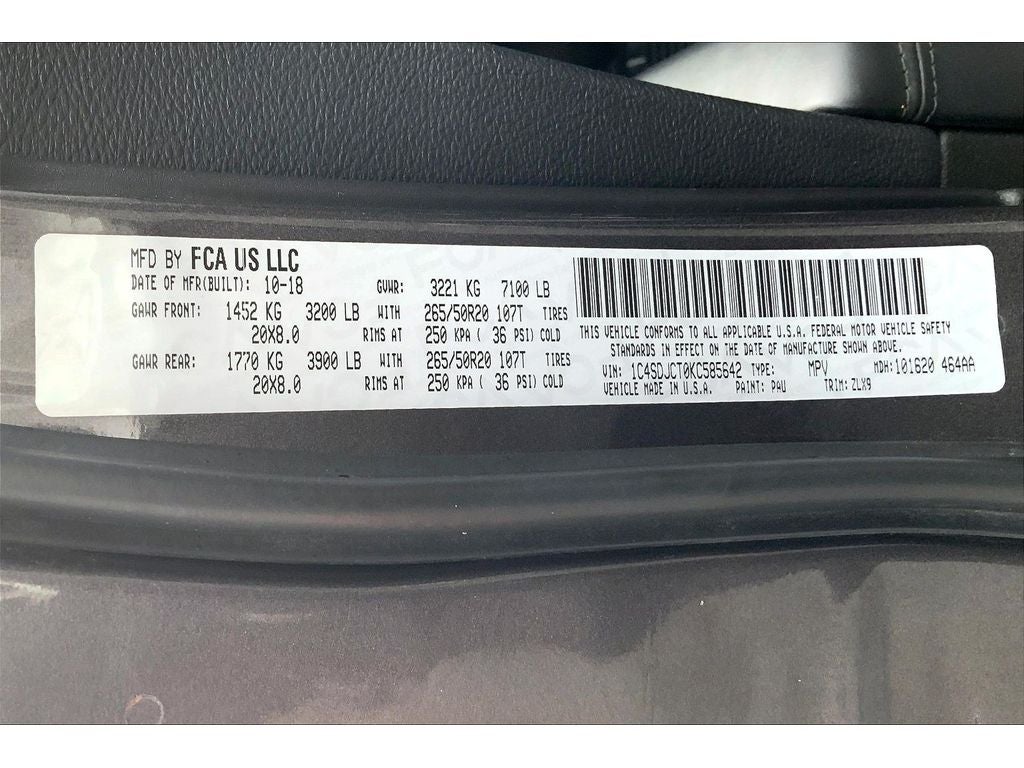 MFD BY FCA US LLC
DATE OF MFR(BUILT): 10-18 GVWR: 3221 KG 7100 LB
GAWR FRONT: 1452 KG 3200 LB WITH 265/50R20 107T TIRES
20X8.0 RIMS AT 250 KPA ( 36 PSI) COLD
GAWR REAR: 1770 KG 3900 LB WITH 265/50R20 107T TIRES
20X8.0 RIMS AT 250 KPA ( 36 PSI) COLD
THIS VEHICLE CONFORMS TO ALL APPLICABLE U.S.A. FEDERAL MOTOR VEHICLE SAFETY
STANDARDS IN EFFECT ON THE DATE OF MANUFACTURE SHOWN ABOVE.
VIN: 1C4SDJCT0KC585642 TYPE: MPV MDH: 101620 464AA
VEHICLE MADE IN U.S.A. PAINT: PAU TRIM: ZLX9